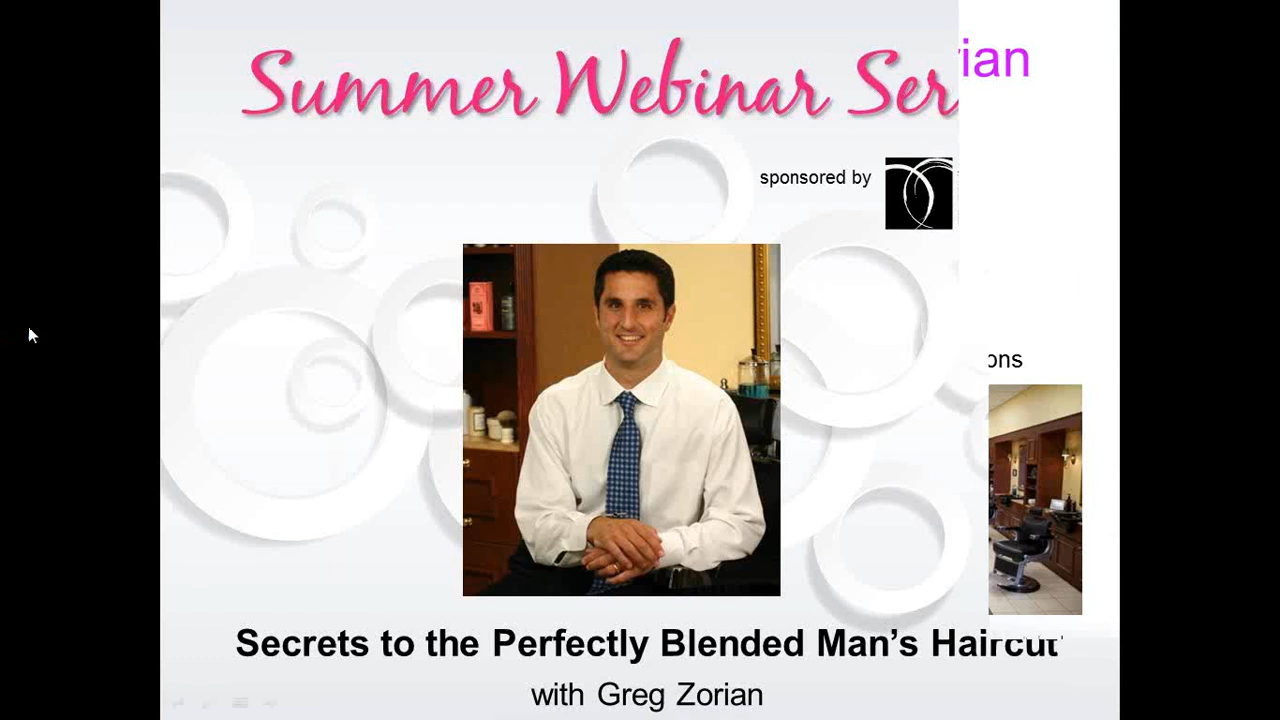 Summer Webinar Ser
ian
sponsored by
ons
Secrets to the Perfectly Blended Man’s Haircut
with Greg Zorian